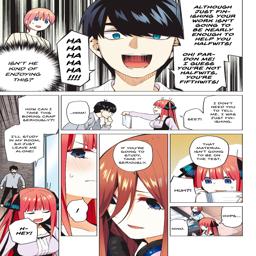 ALTHOUGH
JUST FIN-
ISHING YOUR
WORK ISN'T
GOING TO BE
NEARLY
ENOUGH TO
HELP YOU
HALFWITS!
OH! PAR-
DON ME!
I GUESS
YOU'RE NOT
HALFWITS,
YOU'RE
FIFTHWITS!
HA
HA
HA
HA
HA
!!!!
ISN'T HE
KIND OF
ENJOYING
THIS?
I DON'T
NEED YOU
TO TELL
ME. I WAS
JUST FIN-
ISHING.
SEE?!
...HMM.
HOW CAN I
TAKE THIS
BORING CRAP
SERIOUSLY?!
THAT
MATERIAL
ISN'T GOING
TO BE ON
THE TEST.
HUH?!
OOPS...
IF YOU'RE
GOING TO
STUDY,
TAKE IT
SERIOUSLY.
I'LL STUDY
IN MY ROOM,
SO JUST
LEAVE ME
ALONE!
H-
HEY!